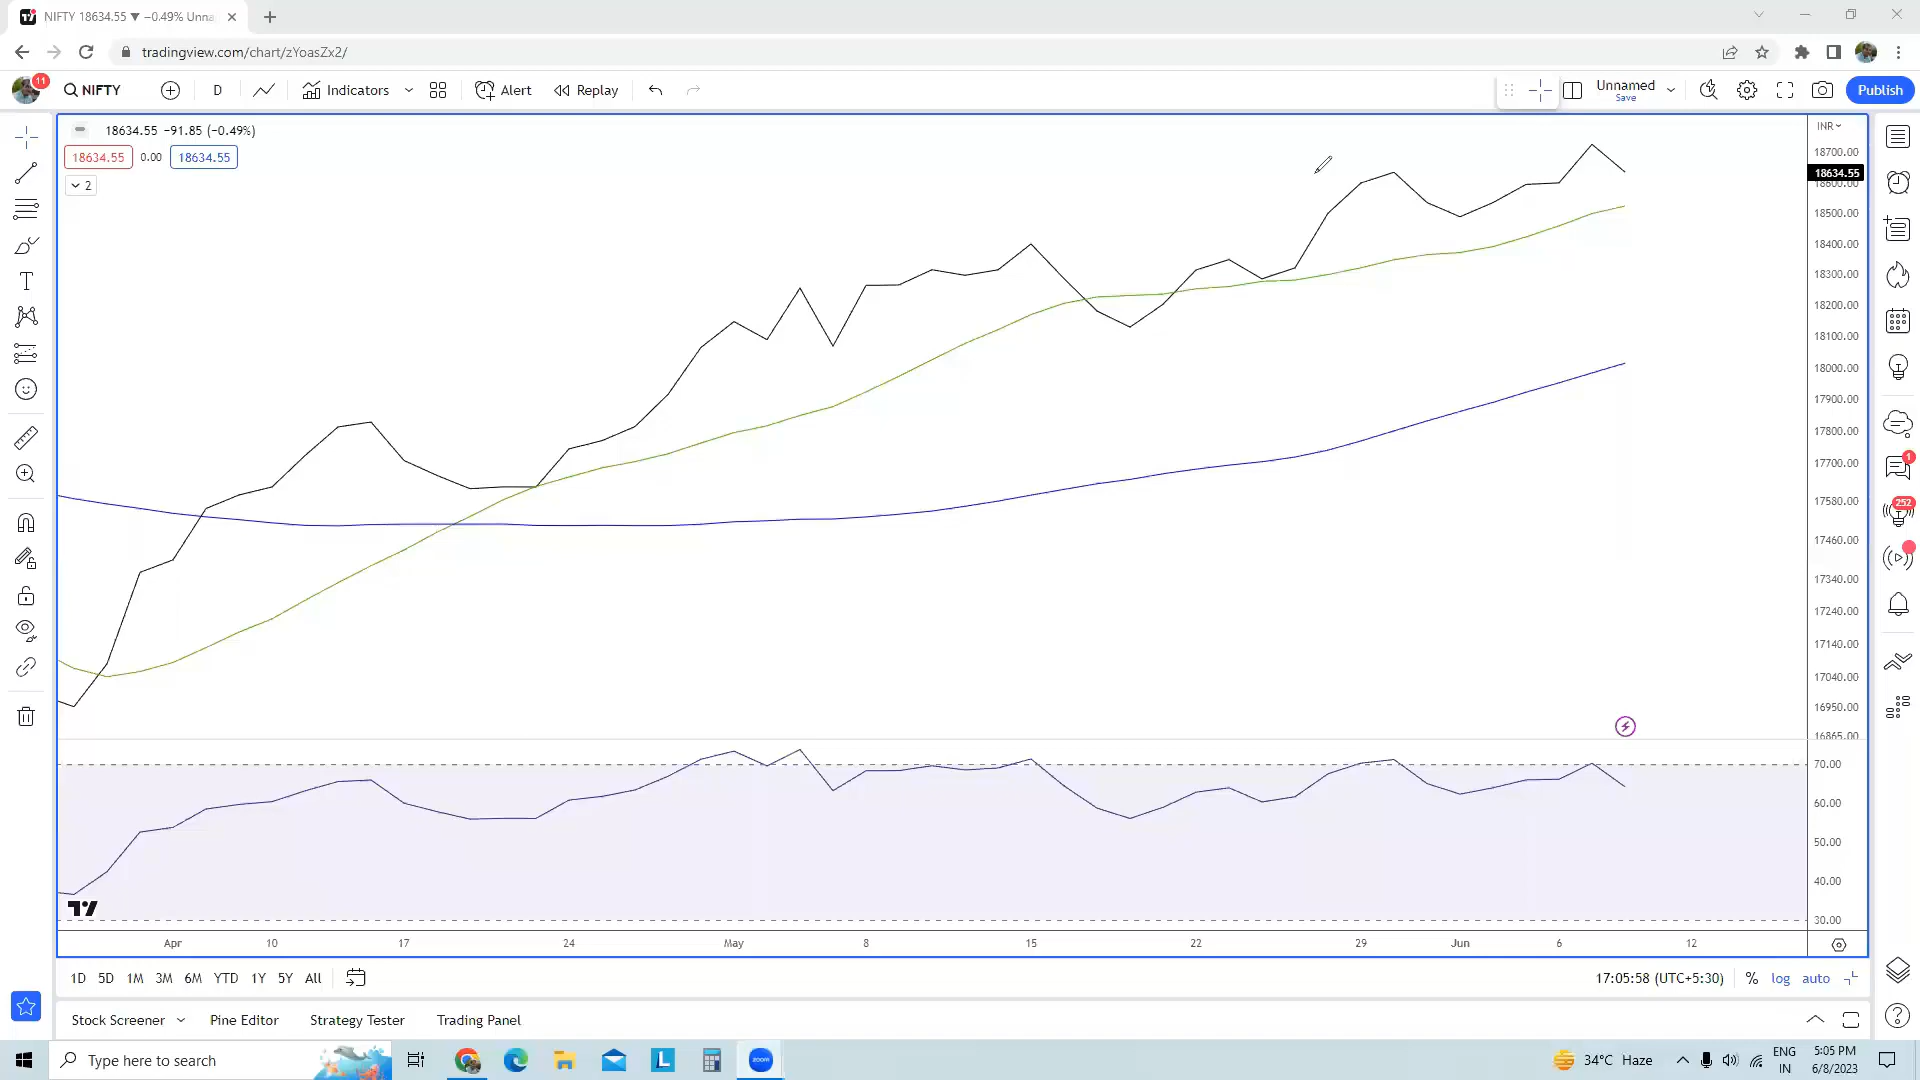 NIFTY 18634.55 ▼ −0.49% Unna
tradingview.com/chart/zYoasZx2/
11
NIFTY
D
Indicators
Alert
Replay
Unnamed
Save
Publish
18634.55 −91.85 (−0.49%)
18634.55 0.00 18634.55
2
INR
18700.00
18634.55
18600.00
18500.00
18400.00
18300.00
18200.00
18100.00
18000.00
17900.00
17800.00
17700.00
17580.00
17460.00
17340.00
17240.00
17140.00
17040.00
16950.00
16865.00
70.00
60.00
50.00
40.00
30.00
1
252
Apr 10 17 24 May 8 15 22 29 Jun 6 12
1D 5D 1M 3M 6M YTD 1Y 5Y All
17:05:58 (UTC+5:30) % log auto
Stock Screener Pine Editor Strategy Tester Trading Panel
Type here to search
L
zoom
34°C Haze
ENG
IN
5:05 PM
6/8/2023